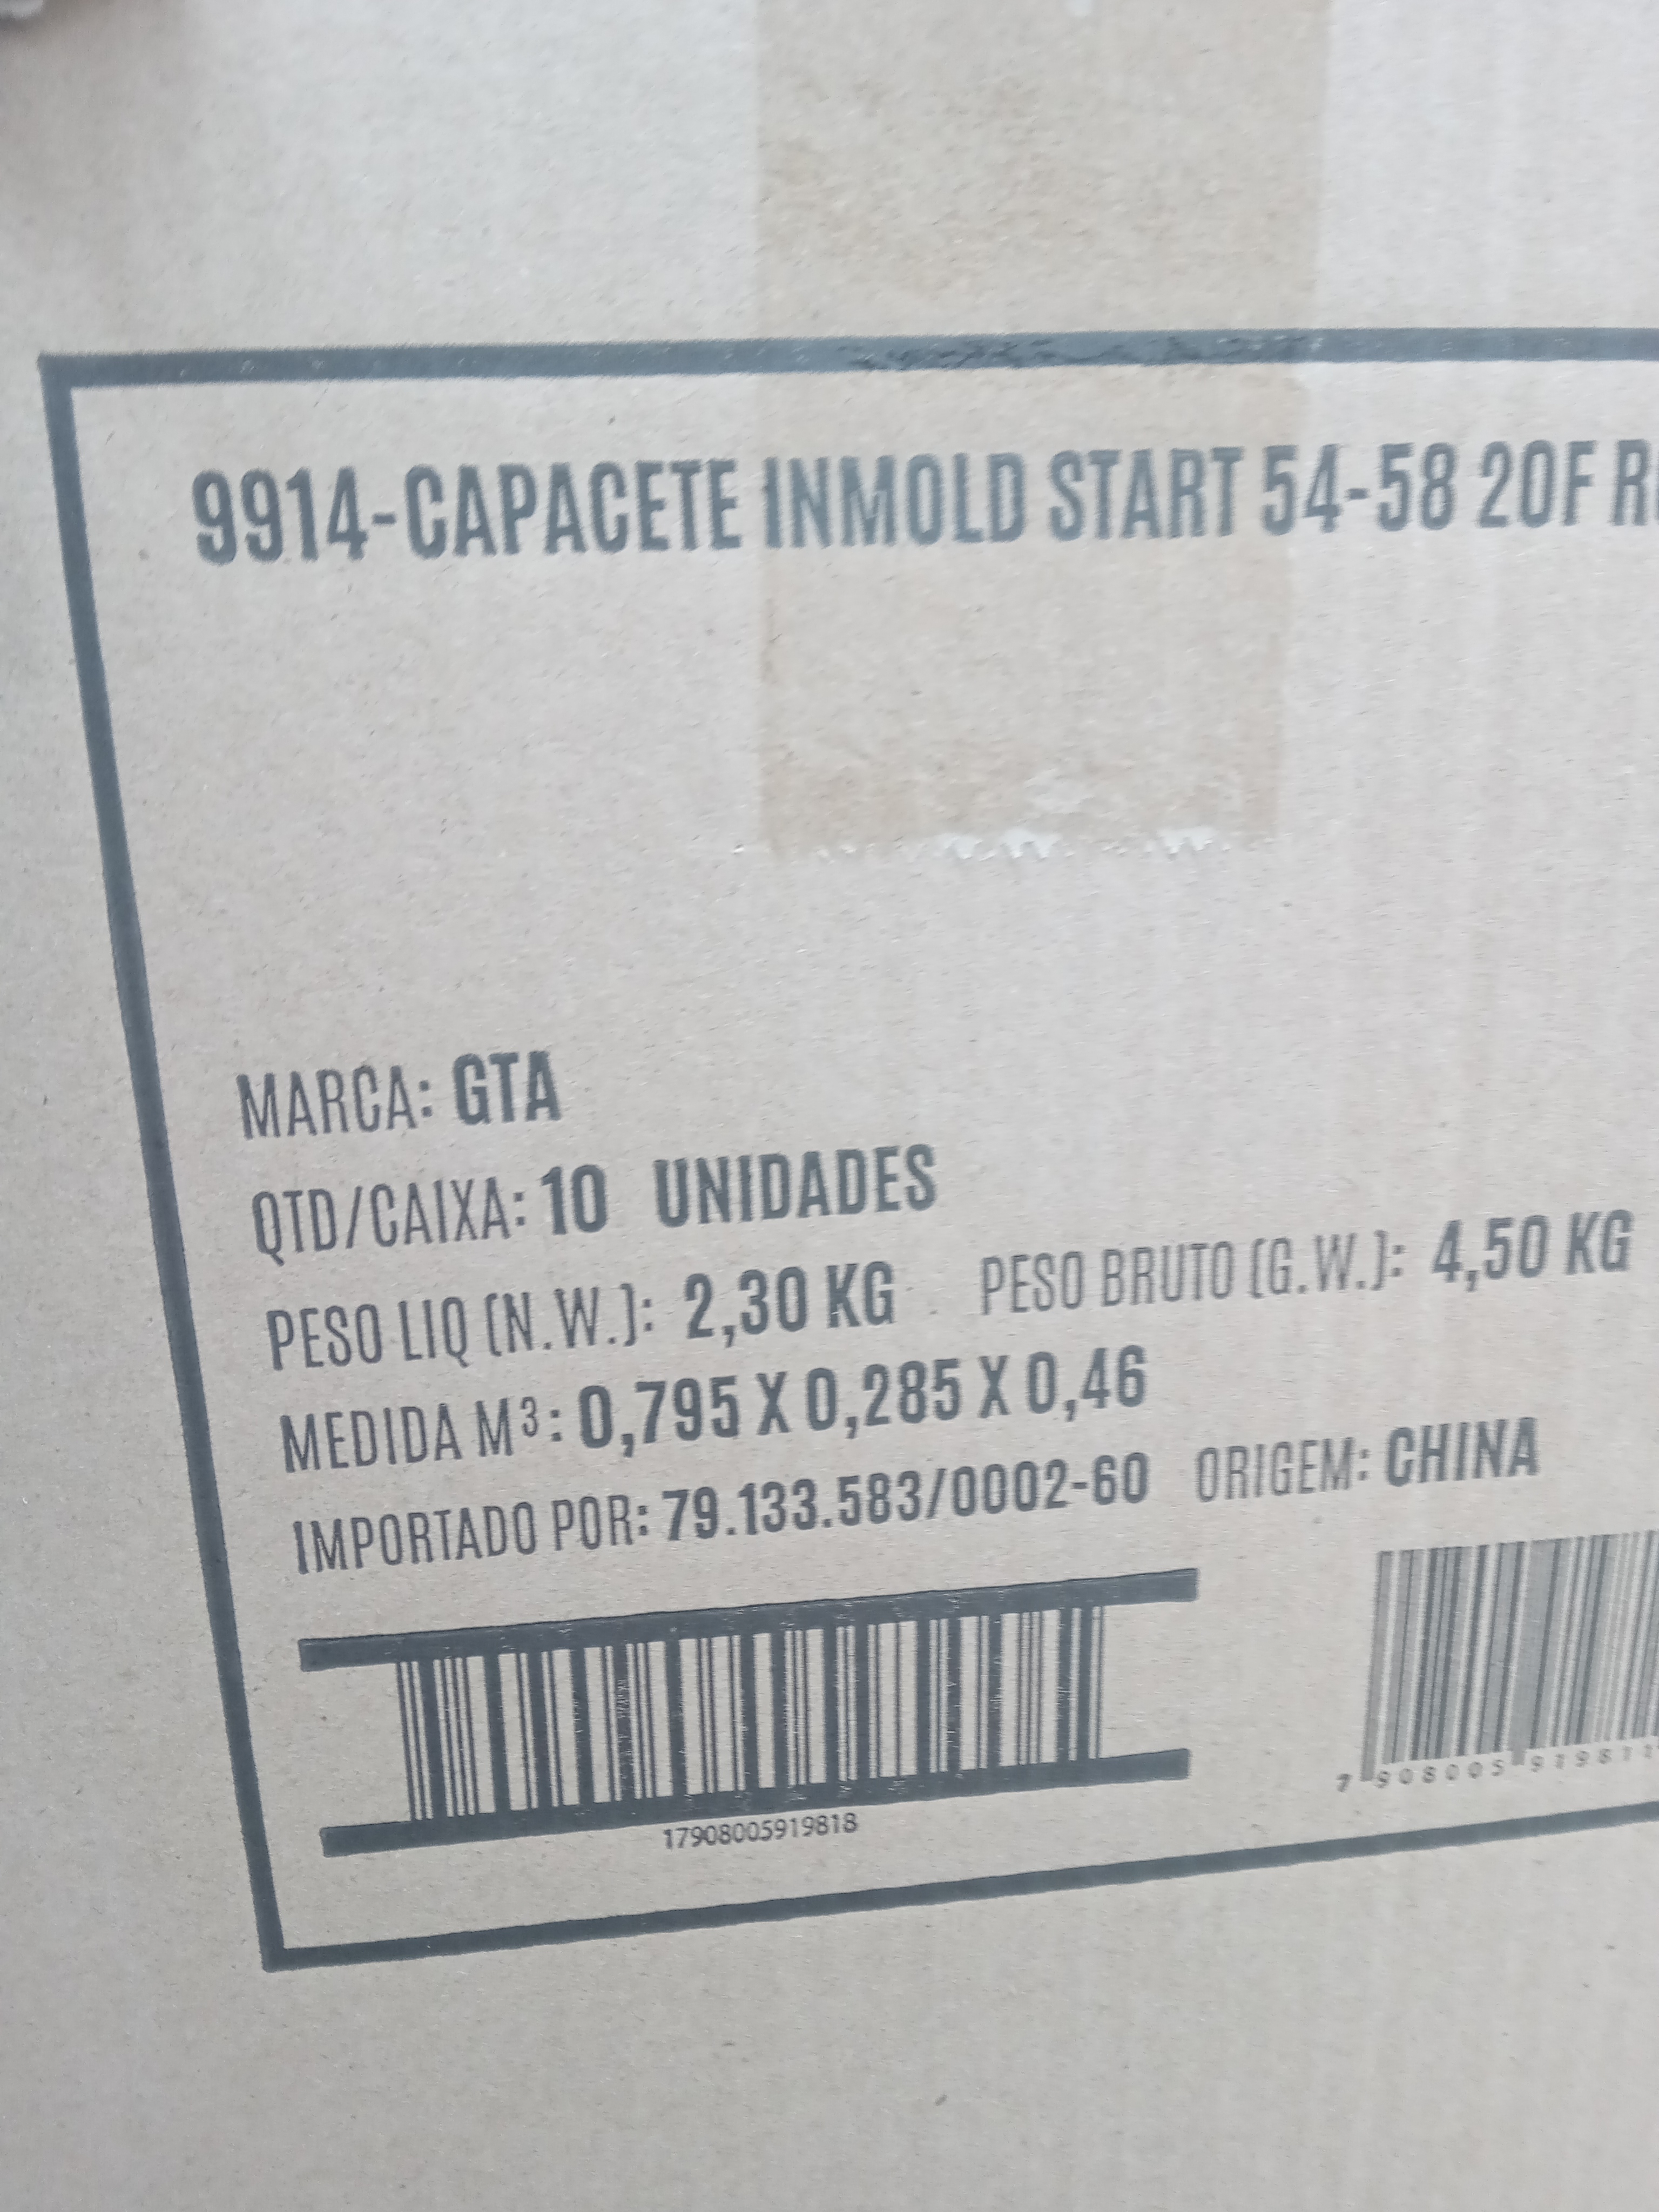 9914-CAPACETE INMOLD START 54-58 20F
MARCA: GTA
QTD/CAIXA: 10 UNIDADES
PESO LIQ (N.W.): 2,30 KG PESO BRUTO (G.W.): 4,50 KG
MEDIDA M³: 0,795 X 0,285 X 0,46
IMPORTADO POR: 79.133.583/0002-60 ORIGEM: CHINA
17908005919818